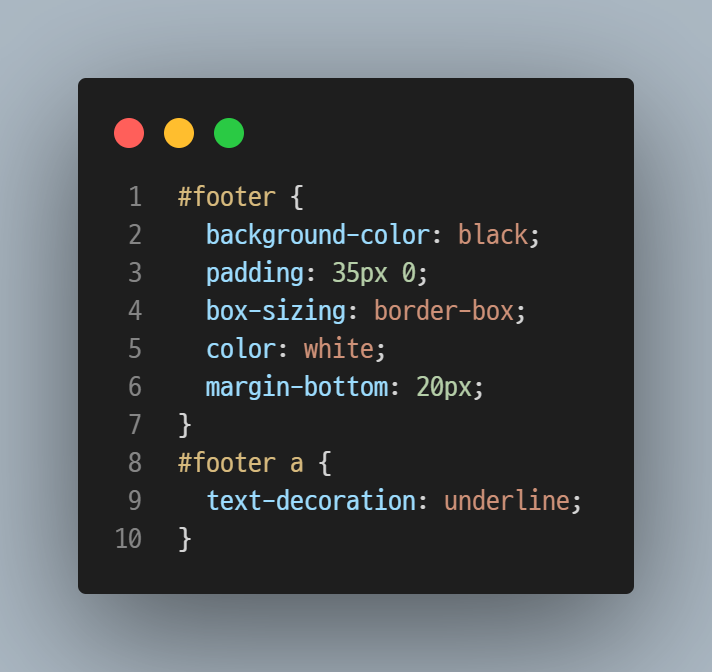 1 #footer {
2   background-color: black;
3   padding: 35px 0;
4   box-sizing: border-box;
5   color: white;
6   margin-bottom: 20px;
7 }
8 #footer a {
9   text-decoration: underline;
10 }